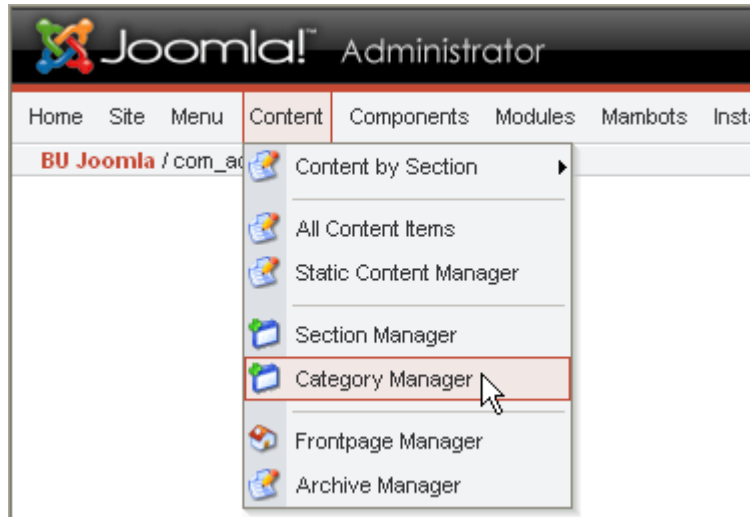 Joomla!™ Administrator
Home Site Menu Content Components Modules Mambots
BU Joomla /
Content by Section
All Content Items
Static Content Manager
Section Manager
Category Manager
Frontpage Manager
Archive Manager